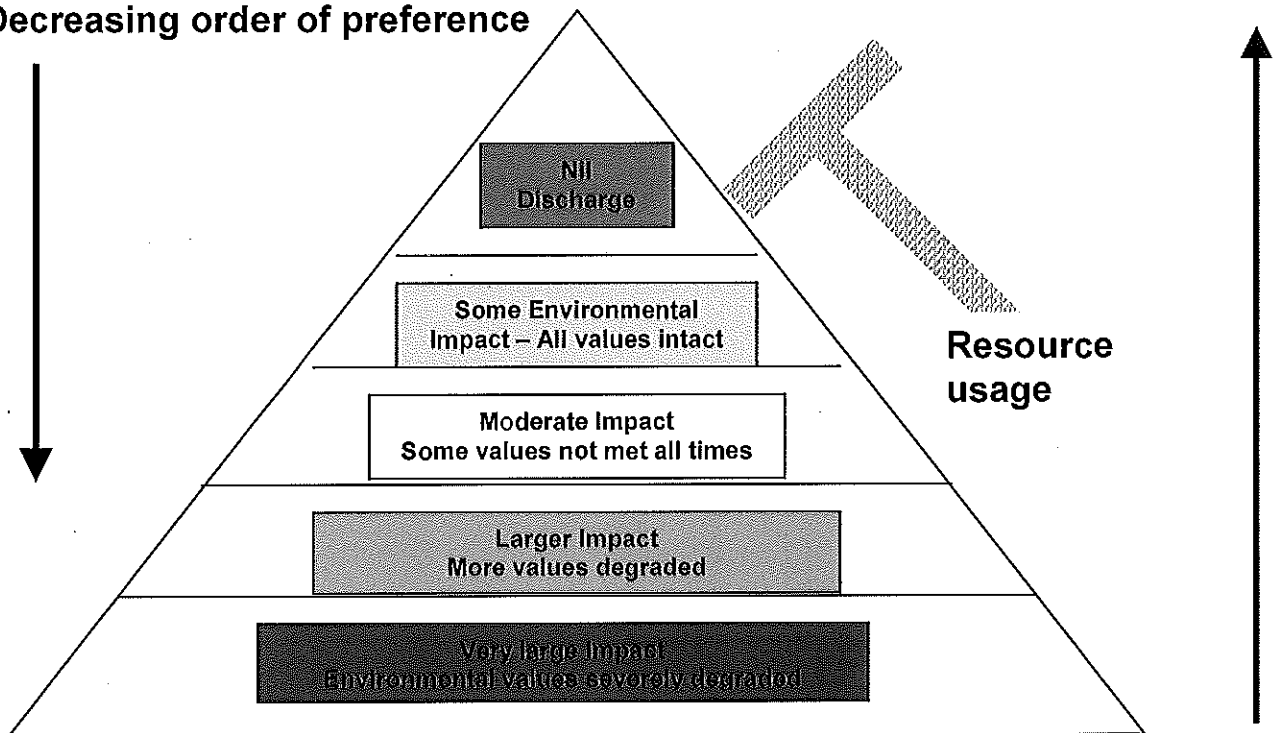 Decreasing order of preference
Nil
Discharge
Some Environmental
Impact – All values intact
Resource
usage
Moderate Impact
Some values not met all times
Larger Impact
More values degraded
Very large Impact
Environmental values severely degraded